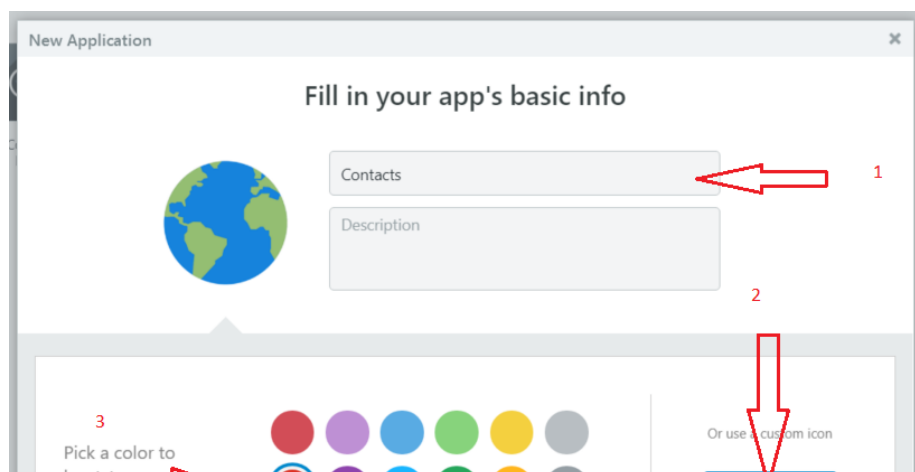 New Application
Fill in your app's basic info
Contacts
1
Description
2
3
Or use a custom icon
Pick a color to